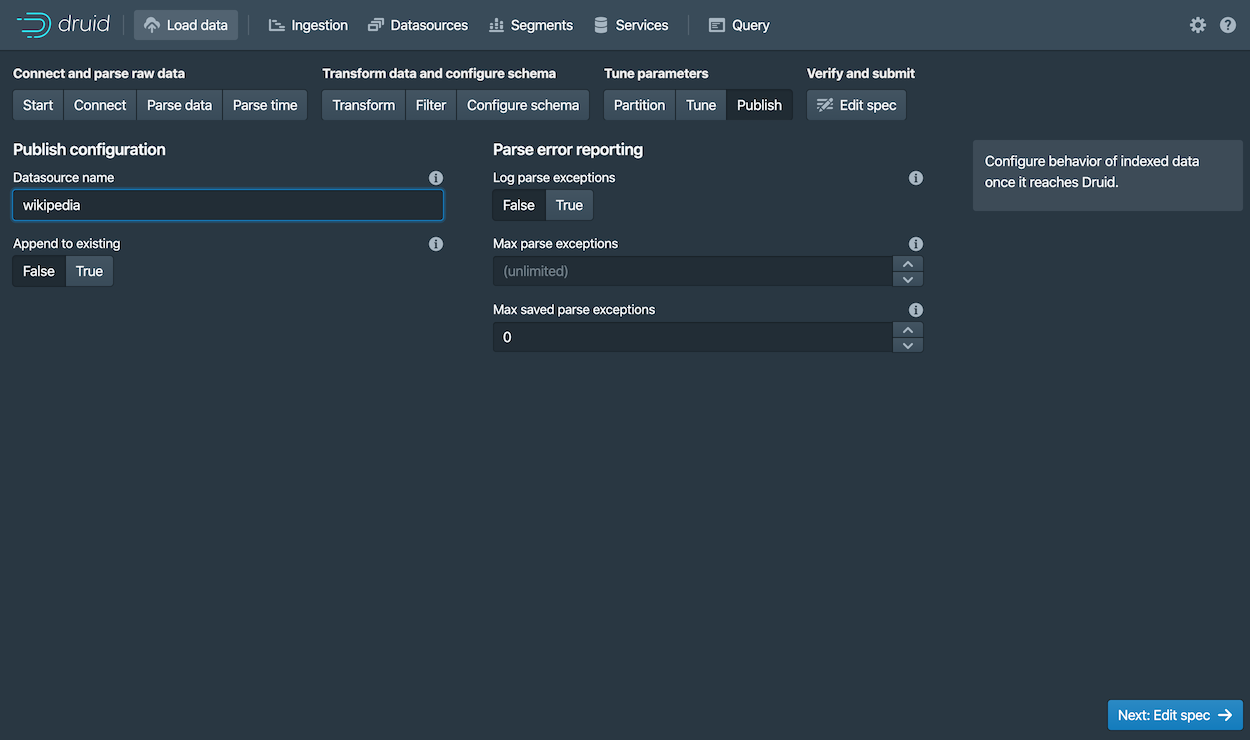 druid Load data Ingestion Datasources Segments Services Query
Connect and parse raw data Transform data and configure schema Tune parameters Verify and submit
Start Connect Parse data Parse time Transform Filter Configure schema Partition Tune Publish Edit spec
Publish configuration
Datasource name
wikipedia
Append to existing
False True
Parse error reporting
Log parse exceptions
False True
Max parse exceptions
(unlimited)
Max saved parse exceptions
0
Configure behavior of indexed data
once it reaches Druid.
Next: Edit spec